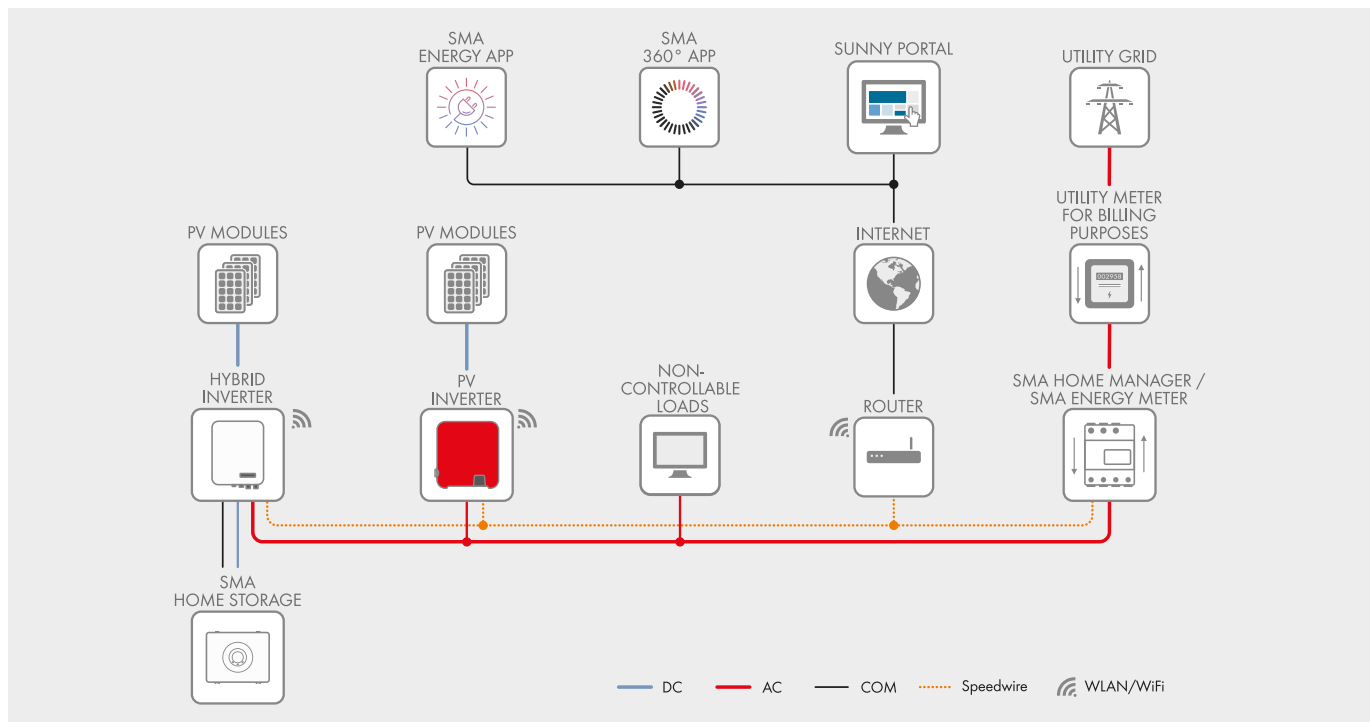 SMA
ENERGY APP
SMA
360° APP
SUNNY PORTAL
UTILITY GRID
PV MODULES
PV MODULES
INTERNET
UTILITY METER
FOR BILLING
PURPOSES
002938
HYBRID
INVERTER
PV
INVERTER
NON-
CONTROLLABLE
LOADS
ROUTER
SMA HOME MANAGER /
SMA ENERGY METER
SMA
HOME STORAGE
DC
AC
COM
Speedwire
WLAN/WiFi